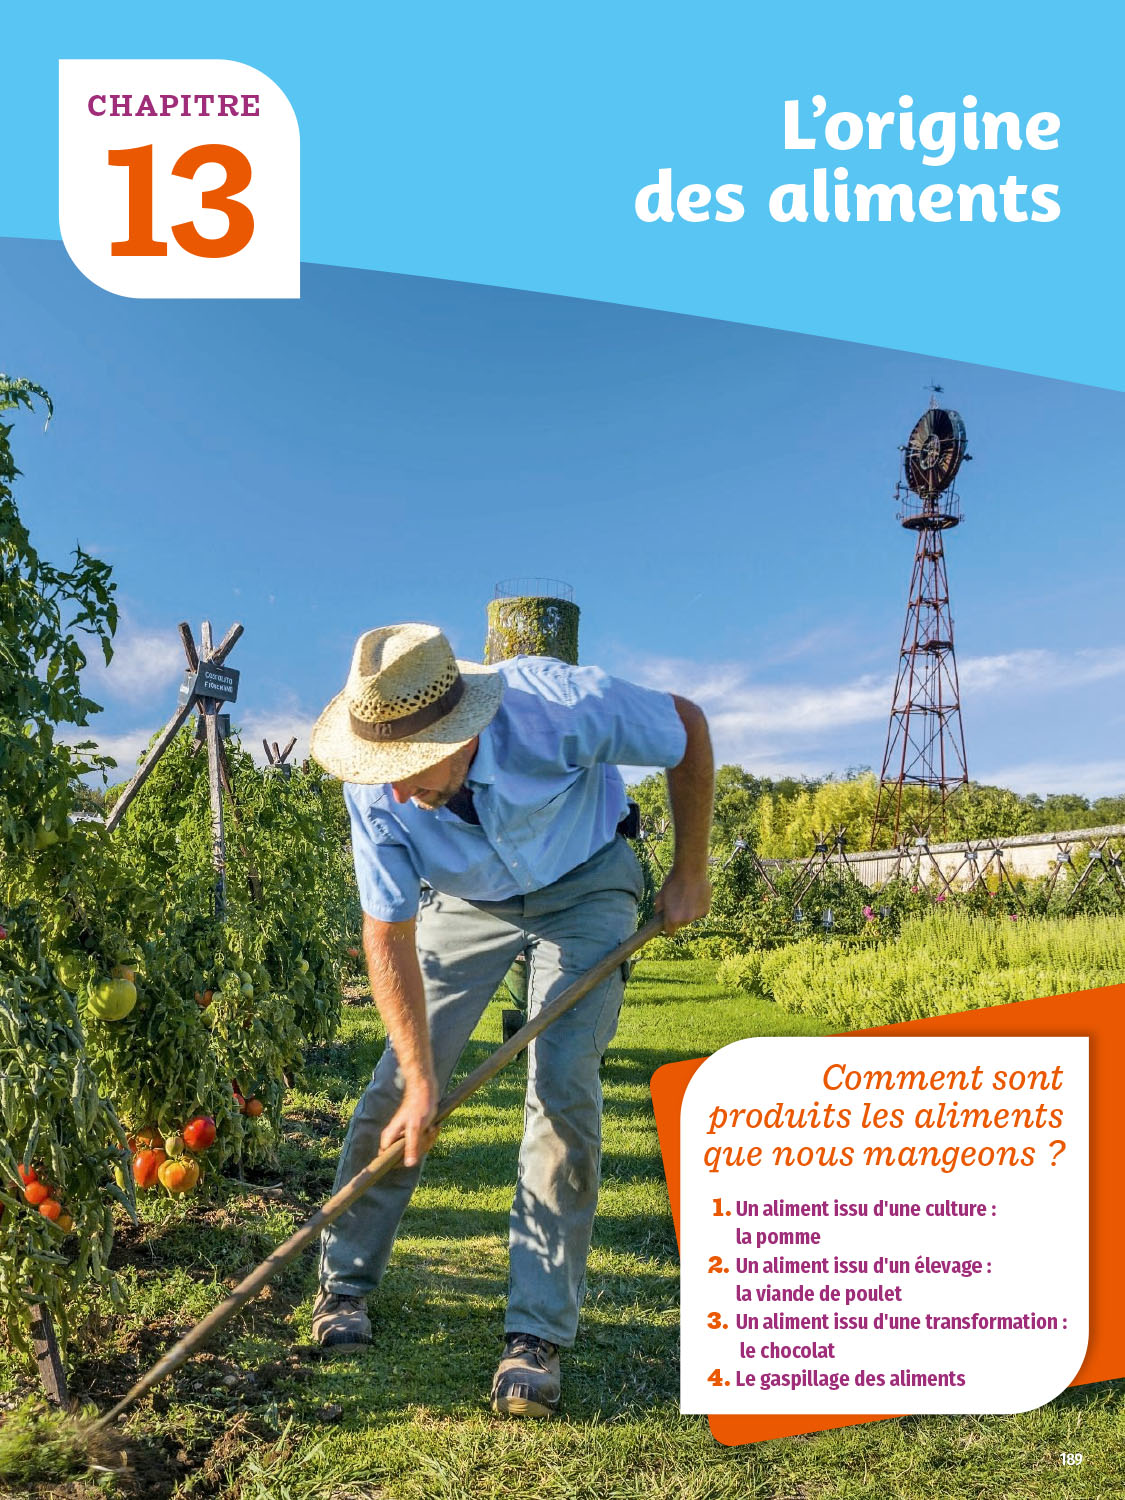 CHAPITRE
13
L’origine
des aliments
COSTOLUTO
FIORENTINO
Comment sont
produits les aliments
que nous mangeons ?
1. Un aliment issu d'une culture :
la pomme
2. Un aliment issu d'un élevage :
la viande de poulet
3. Un aliment issu d'une transformation :
le chocolat
4. Le gaspillage des aliments
189